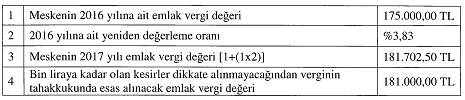 1 Meskenin 2016 yılına ait emlak vergi değeri 175.000,00 TL
2 2016 yılına ait yeniden değerleme oranı %3,83
3 Meskenin 2017 yılı emlak vergi değeri [1+(1x2)] 181.702,50 TL
4 Bin liraya kadar olan kesirler dikkate alınmayacağından verginin
tahakkukunda esas alınacak emlak vergi değeri 181.000,00 TL